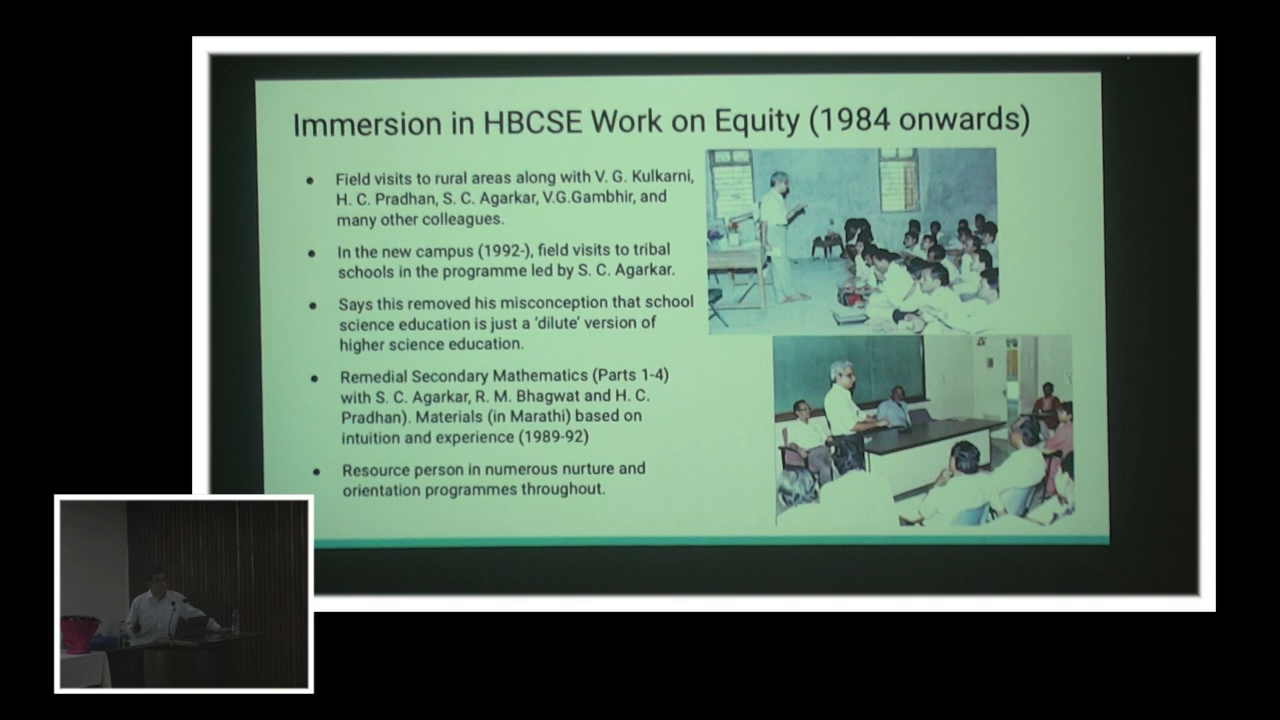 Immersion in HBCSE Work on Equity (1984 onwards)
Field visits to rural areas along with V. G. Kulkarni,
H. C. Pradhan, S. C. Agarkar, V.G.Gambhir, and
many other colleagues.
In the new campus (1992-), field visits to tribal
schools in the programme led by S. C. Agarkar.
Says this removed his misconception that school
science education is just a ‘dilute’ version of
higher science education.
Remedial Secondary Mathematics (Parts 1-4)
with S. C. Agarkar, R. M. Bhagwat and H. C.
Pradhan). Materials (in Marathi) based on
intuition and experience (1989-92)
Resource person in numerous nurture and
orientation programmes throughout.